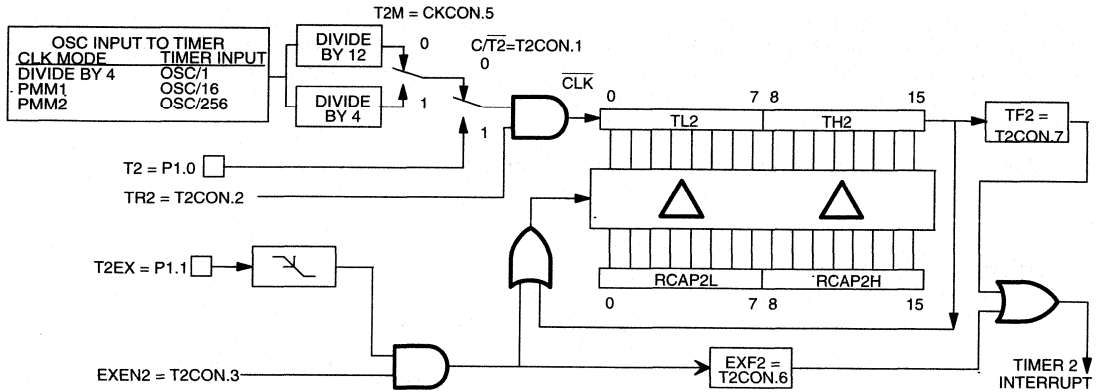 T2M = CKCON.5
OSC INPUT TO TIMER
CLK MODE TIMER INPUT
DIVIDE BY 4 OSC/1
PMM1 OSC/16
PMM2 OSC/256
DIVIDE
BY 12
0
C/T2=T2CON.1
0
DIVIDE
BY 4
1
1
CLK
0 7 8 15
TL2 TH2
TF2 =
T2CON.7
T2 = P1.0
TR2 = T2CON.2
T2EX = P1.1
RCAP2L RCAP2H
0 7 8 15
EXEN2 = T2CON.3
EXF2 =
T2CON.6
TIMER 2
INTERRUPT